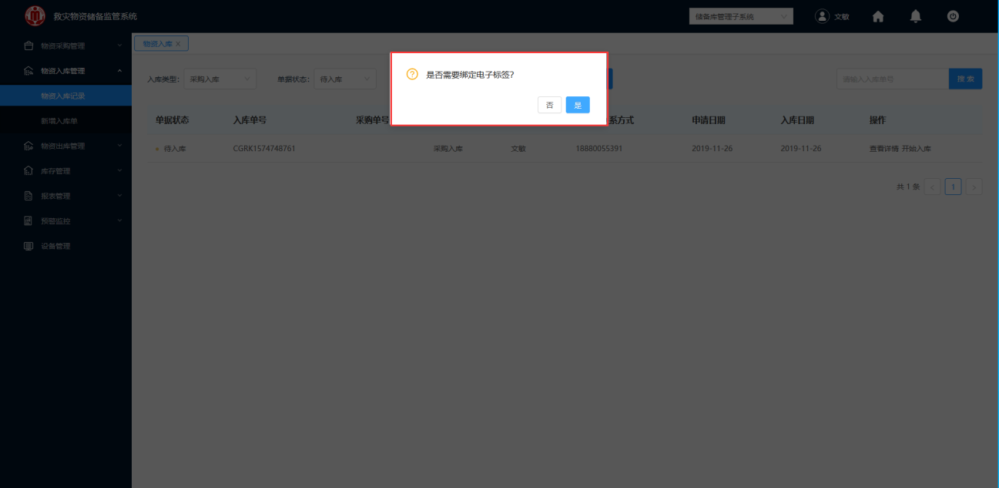 救灾物资储备监管系统
储备库管理子系统
文敏
物资采购管理
物资入库管理
物资入库记录
新增入库单
物资出库管理
库存管理
报表管理
预警监控
设备管理
物资入库 ×
入库类型: 采购入库
单据状态: 待入库
请输入入库单号
搜 索
是否需要绑定电子标签?
否 是
单据状态 入库单号 采购单号 系方式 申请日期 入库日期 操作
待入库 CGRK1574748761 采购入库 文敏 18880055391 2019-11-26 2019-11-26 查看详情 开始入库
共 1 条 < 1 >